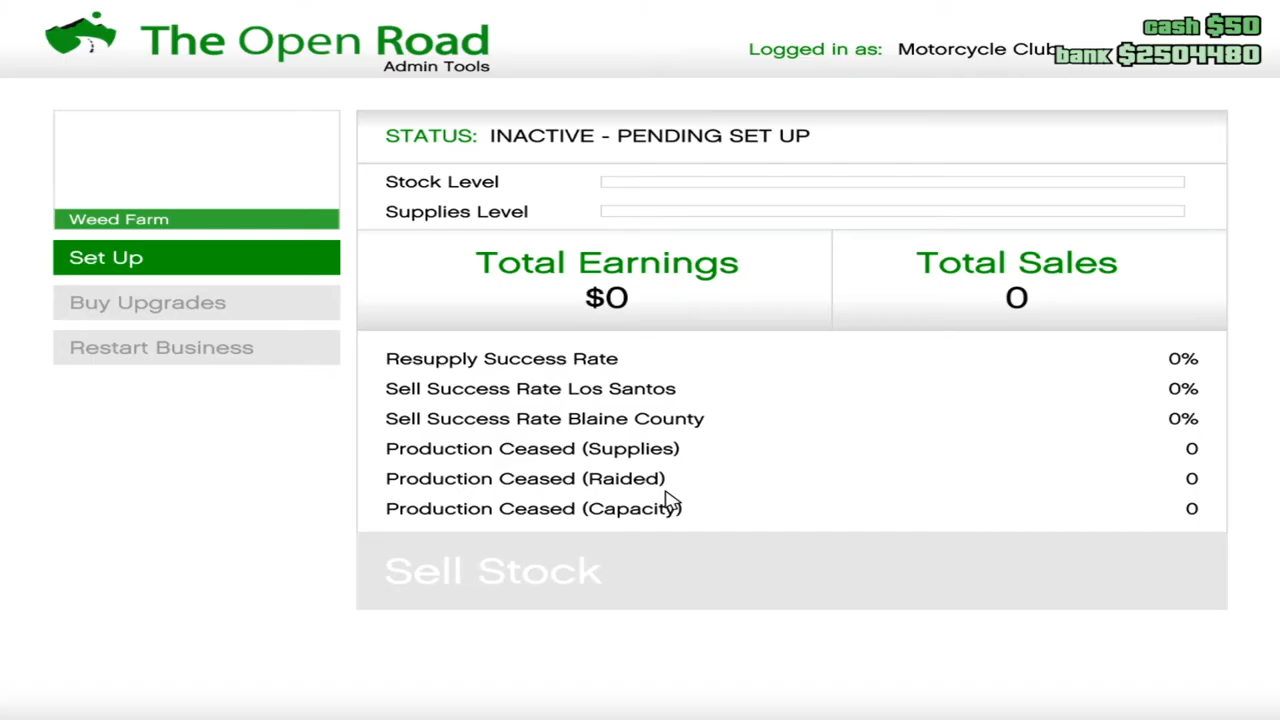 The Open Road
Admin Tools
Logged in as: Motorcycle Club
cash $50
bank $2504480
Weed Farm
Set Up
Buy Upgrades
Restart Business
STATUS: INACTIVE - PENDING SET UP
Stock Level
Supplies Level
Total Earnings
$0
Total Sales
0
Resupply Success Rate 0%
Sell Success Rate Los Santos 0%
Sell Success Rate Blaine County 0%
Production Ceased (Supplies) 0
Production Ceased (Raided) 0
Production Ceased (Capacity) 0
Sell Stock